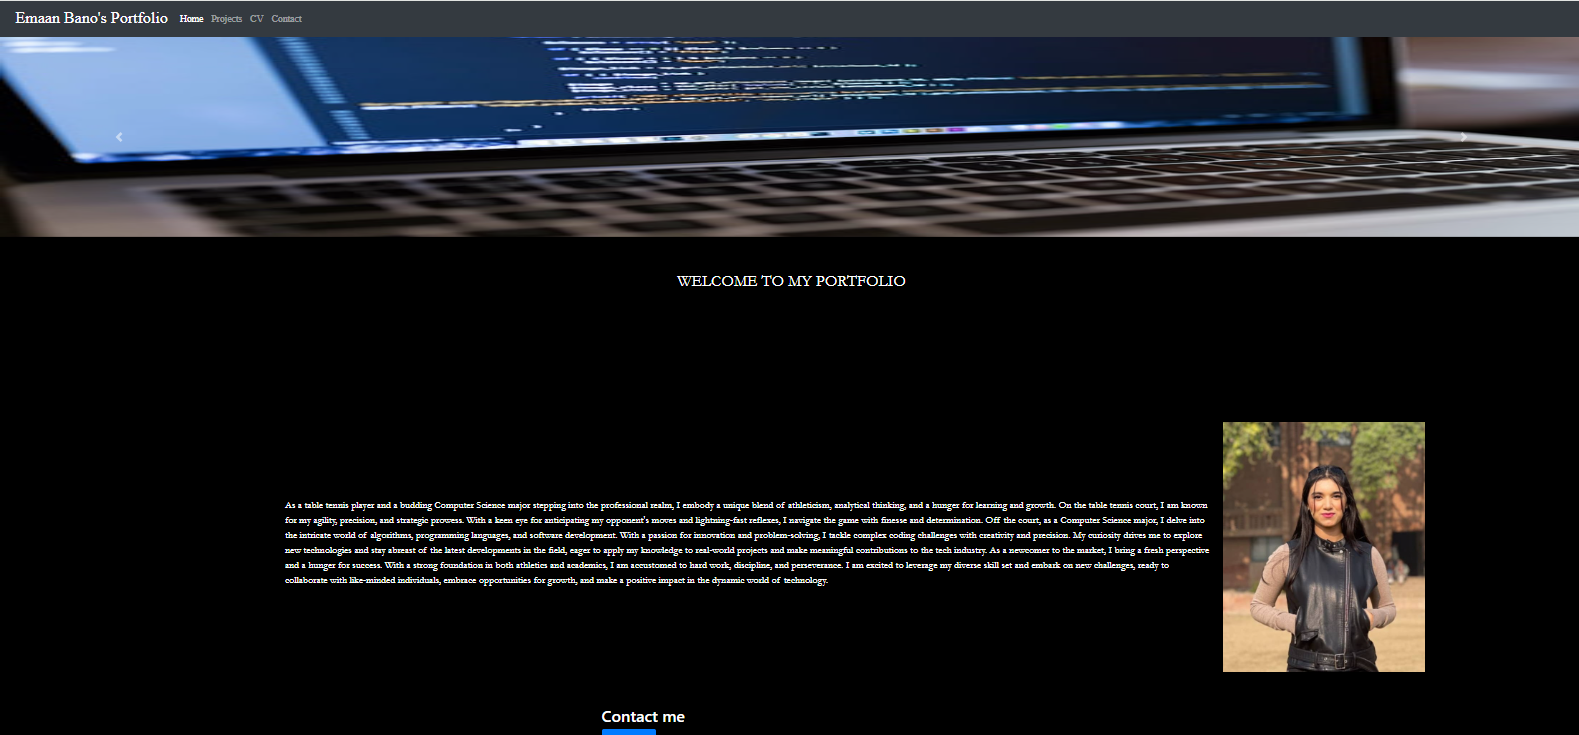 Emaan Bano's Portfolio Home Projects CV Contact
WELCOME TO MY PORTFOLIO
As a table tennis player and a budding Computer Science major stepping into the professional realm, I embody a unique blend of athleticism, analytical thinking, and a hunger for learning and growth. On the table tennis court, I am known
for my agility, precision, and strategic prowess. With a keen eye for anticipating my opponent's moves and lightning-fast reflexes, I navigate the game with finesse and determination. Off the court, as a Computer Science major, I delve into
the intricate world of algorithms, programming languages, and software development. With a passion for innovation and problem-solving, I tackle complex coding challenges with creativity and precision. My curiosity drives me to explore
new technologies and stay abreast of the latest developments in the field, eager to apply my knowledge to real-world projects and make meaningful contributions to the tech industry. As a newcomer to the market, I bring a fresh perspective
and a hunger for success. With a strong foundation in both athletics and academics, I am accustomed to hard work, discipline, and perseverance. I am excited to leverage my diverse skill set and embark on new challenges, ready to
collaborate with like-minded individuals, embrace opportunities for growth, and make a positive impact in the dynamic world of technology.
Contact me